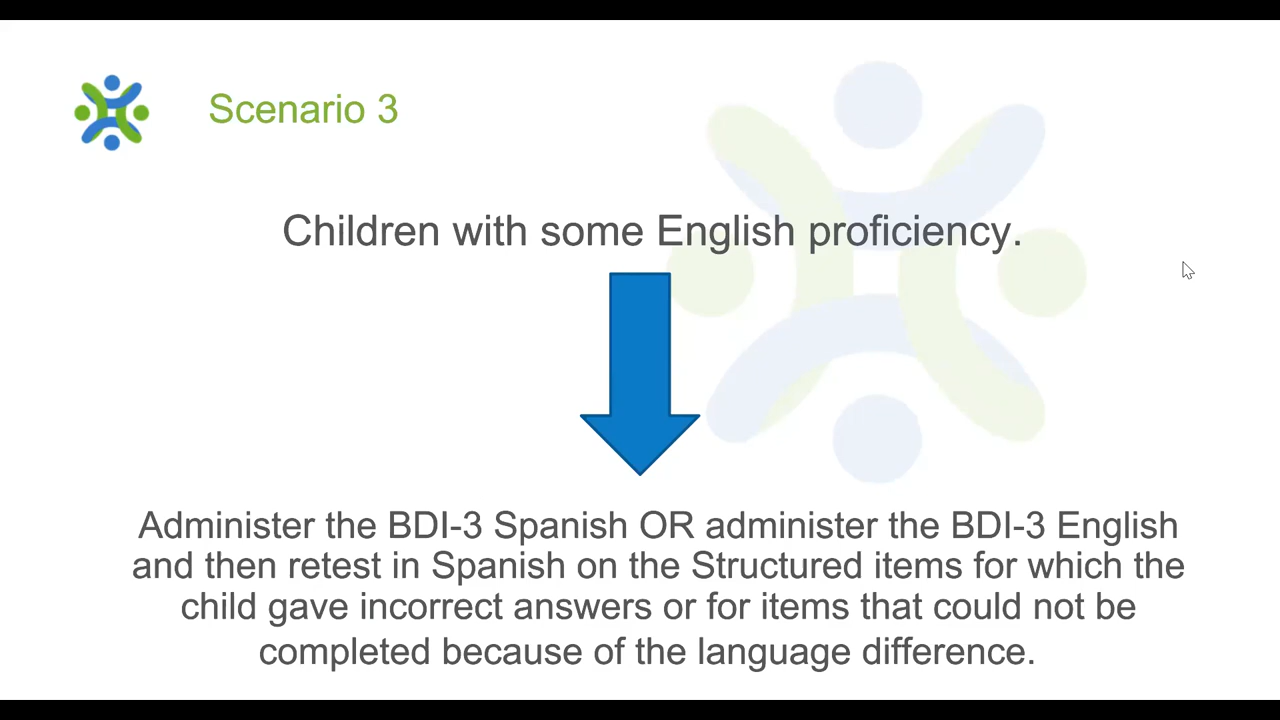 Scenario 3
Children with some English proficiency.
Administer the BDI-3 Spanish OR administer the BDI-3 English
and then retest in Spanish on the Structured items for which the
child gave incorrect answers or for items that could not be
completed because of the language difference.